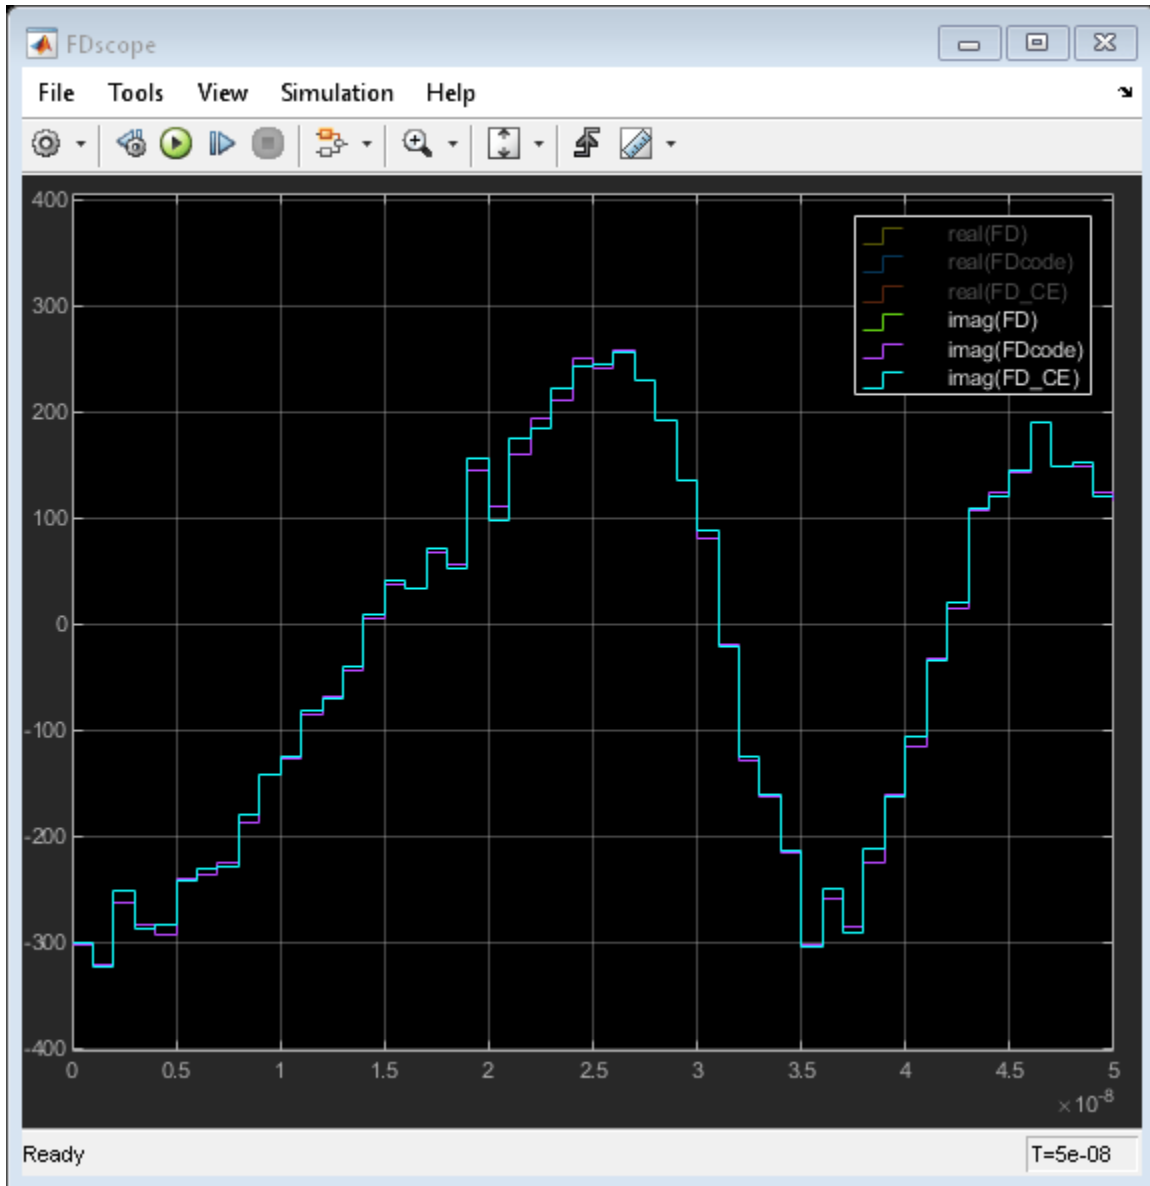 FDscope
File Tools View Simulation Help
400
300
200
100
0
-100
-200
-300
-400
real(FD)
real(FDcode)
real(FD_CE)
imag(FD)
imag(FDcode)
imag(FD_CE)
0 0.5 1 1.5 2 2.5 3 3.5 4 4.5 5
×10⁻⁸
Ready T=5e-08